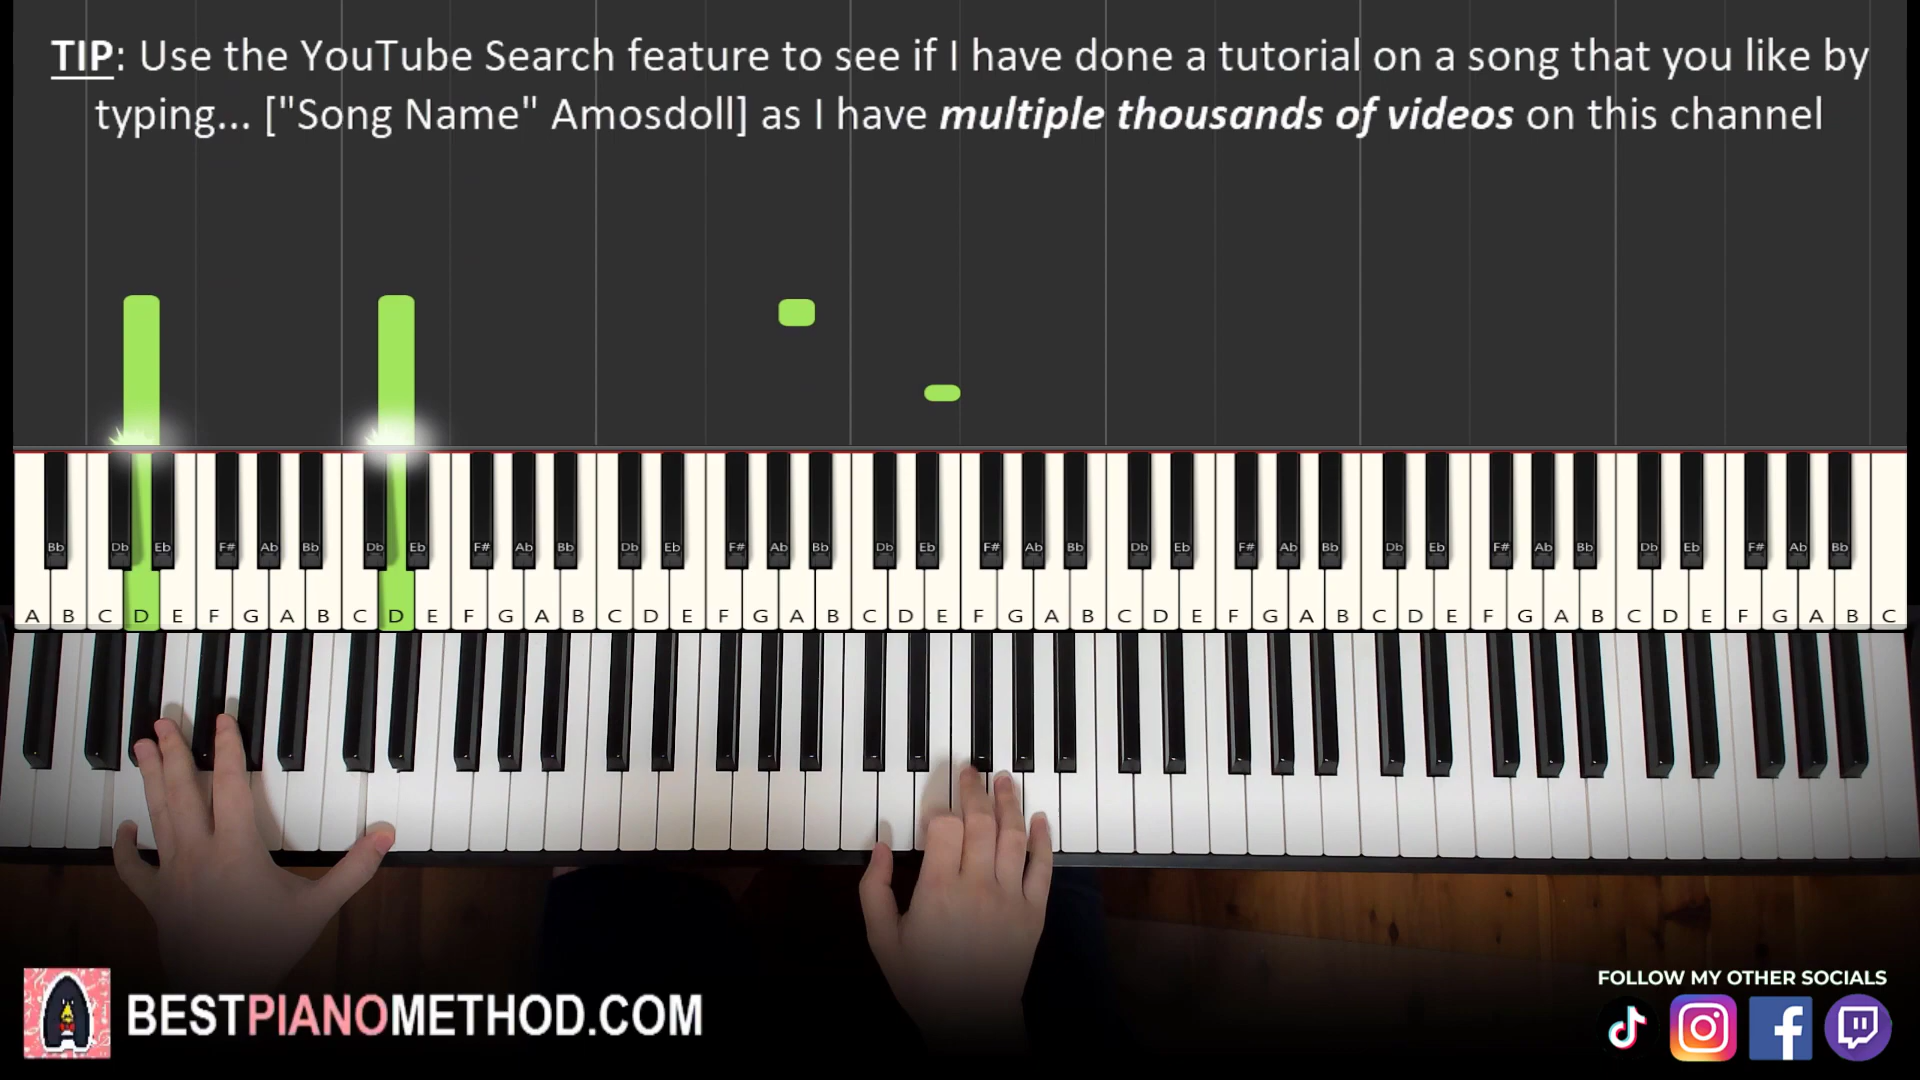 TIP: Use the YouTube Search feature to see if I have done a tutorial on a song that you like by
typing... ["Song Name" Amosdoll] as I have multiple thousands of videos on this channel
Bb Db Eb F# Ab Bb Db Eb F# Ab Bb Db Eb F# Ab Bb Db Eb F# Ab Bb Db Eb F# Ab Bb Db Eb F# Ab Bb Db Eb F# Ab Bb
A B C D E F G A B C D E F G A B C D E F G A B C D E F G A B C D E F G A B C D E F G A B C D E F G A B C
FOLLOW MY OTHER SOCIALS
BESTPIANOMETHOD.COM